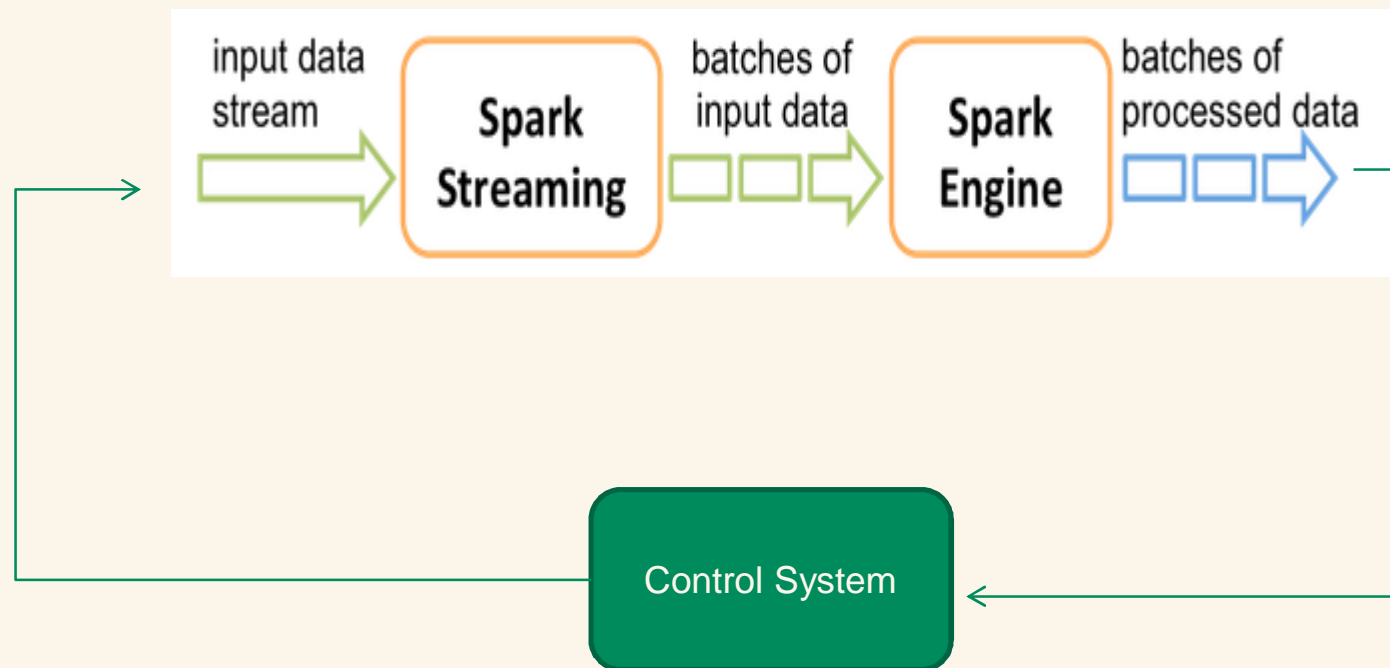 input data
stream
Spark
Streaming
batches of
input data
Spark
Engine
batches of
processed data
Control System